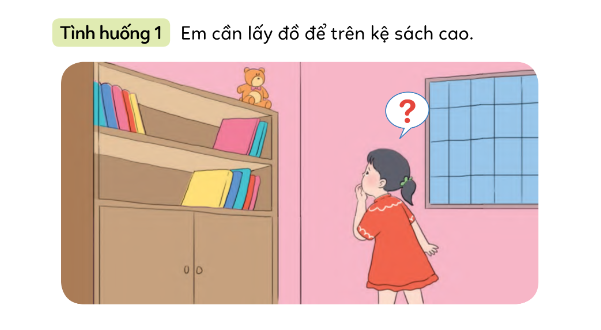 Tình huống 1 Em cần lấy đồ để trên kệ sách cao.
?